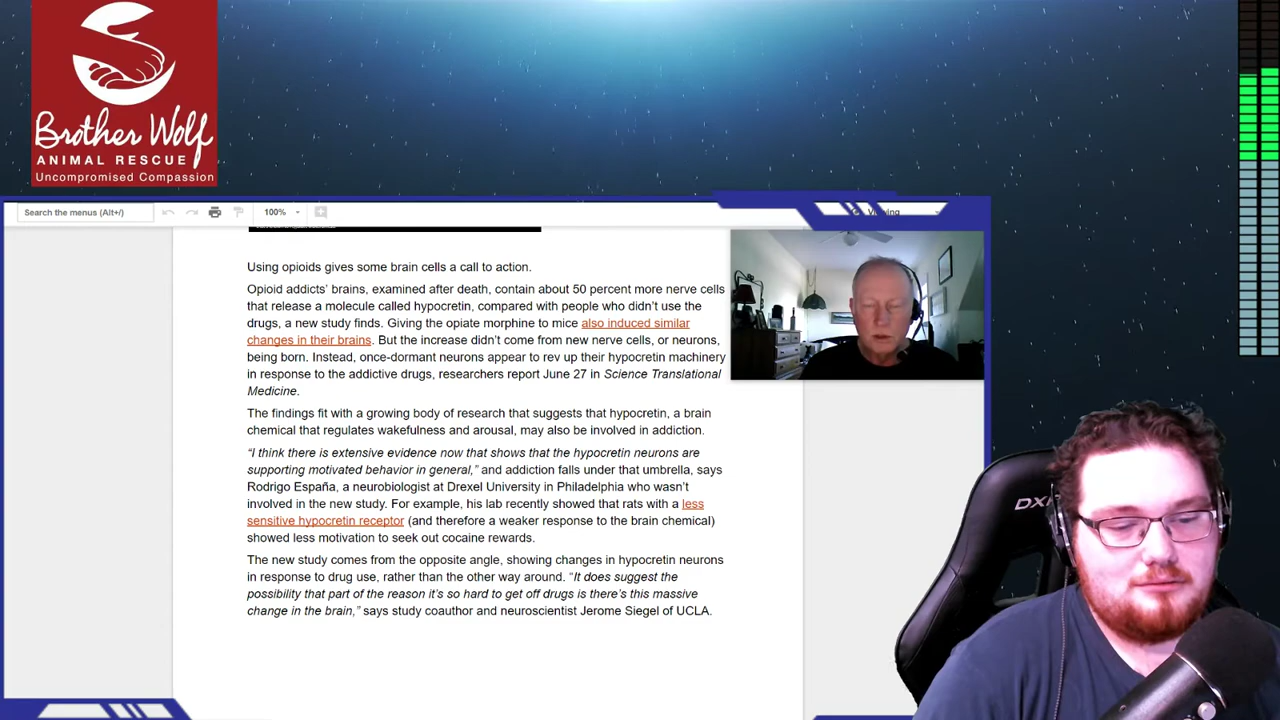 Brother Wolf
ANIMAL RESCUE
Uncompromised Compassion
Search the menus (Alt+/)
100%
Using opioids gives some brain cells a call to action.
Opioid addicts’ brains, examined after death, contain about 50 percent more nerve cells
that release a molecule called hypocretin, compared with people who didn’t use the
drugs, a new study finds. Giving the opiate morphine to mice also induced similar
changes in their brains. But the increase didn’t come from new nerve cells, or neurons,
being born. Instead, once-dormant neurons appear to rev up their hypocretin machinery
in response to the addictive drugs, researchers report June 27 in Science Translational
Medicine.
The findings fit with a growing body of research that suggests that hypocretin, a brain
chemical that regulates wakefulness and arousal, may also be involved in addiction.
“I think there is extensive evidence now that shows that the hypocretin neurons are
supporting motivated behavior in general,” and addiction falls under that umbrella, says
Rodrigo España, a neurobiologist at Drexel University in Philadelphia who wasn’t
involved in the new study. For example, his lab recently showed that rats with a less
sensitive hypocretin receptor (and therefore a weaker response to the brain chemical)
showed less motivation to seek out cocaine rewards.
The new study comes from the opposite angle, showing changes in hypocretin neurons
in response to drug use, rather than the other way around. “It does suggest the
possibility that part of the reason it’s so hard to get off drugs is there’s this massive
change in the brain,” says study coauthor and neuroscientist Jerome Siegel of UCLA.